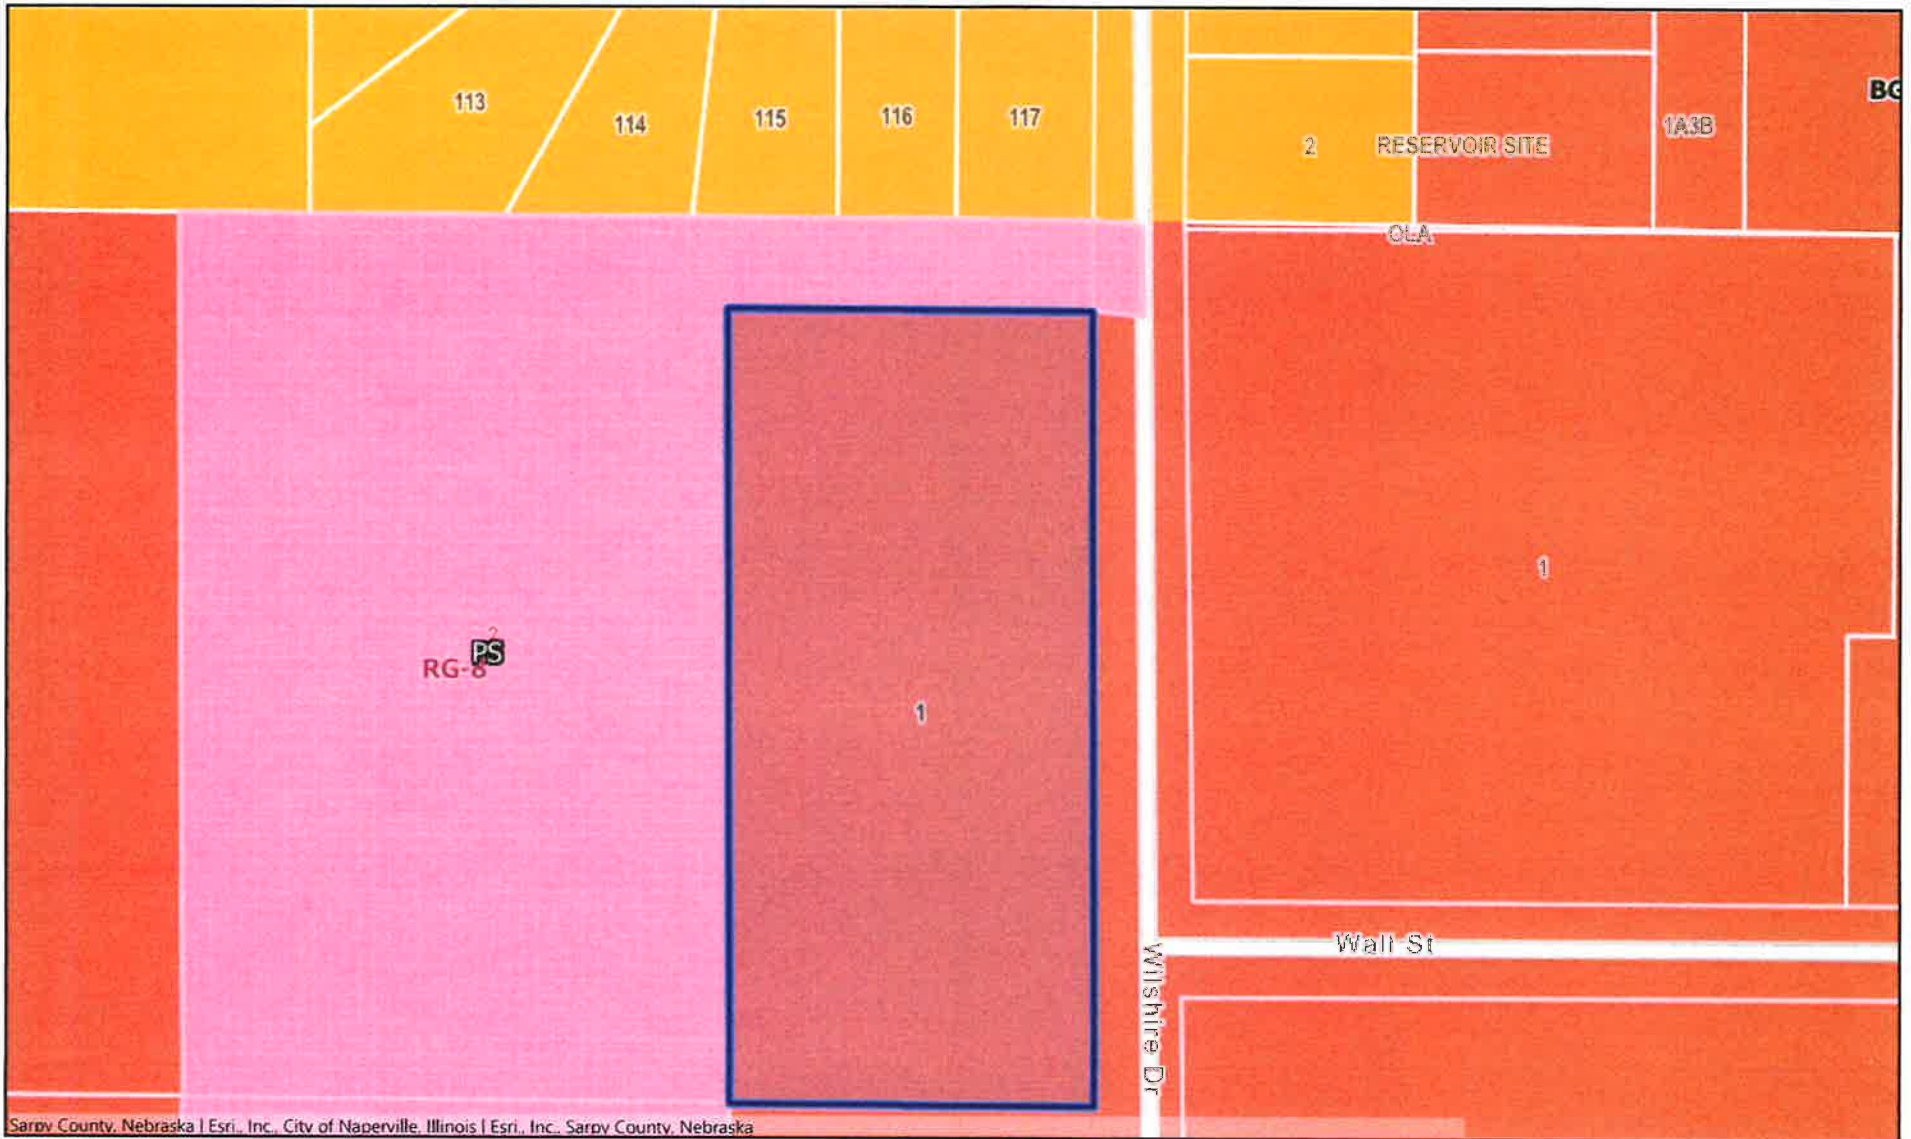 BG
113
114
115
116
117
2
RESERVOIR SITE
1A3B
OLA
1
2
PS
RG-8
1
Wall St
Wilshire Dr
Sarpy County, Nebraska | Esri., Inc., City of Naperville, Illinois | Esri., Inc., Sarpy County, Nebraska